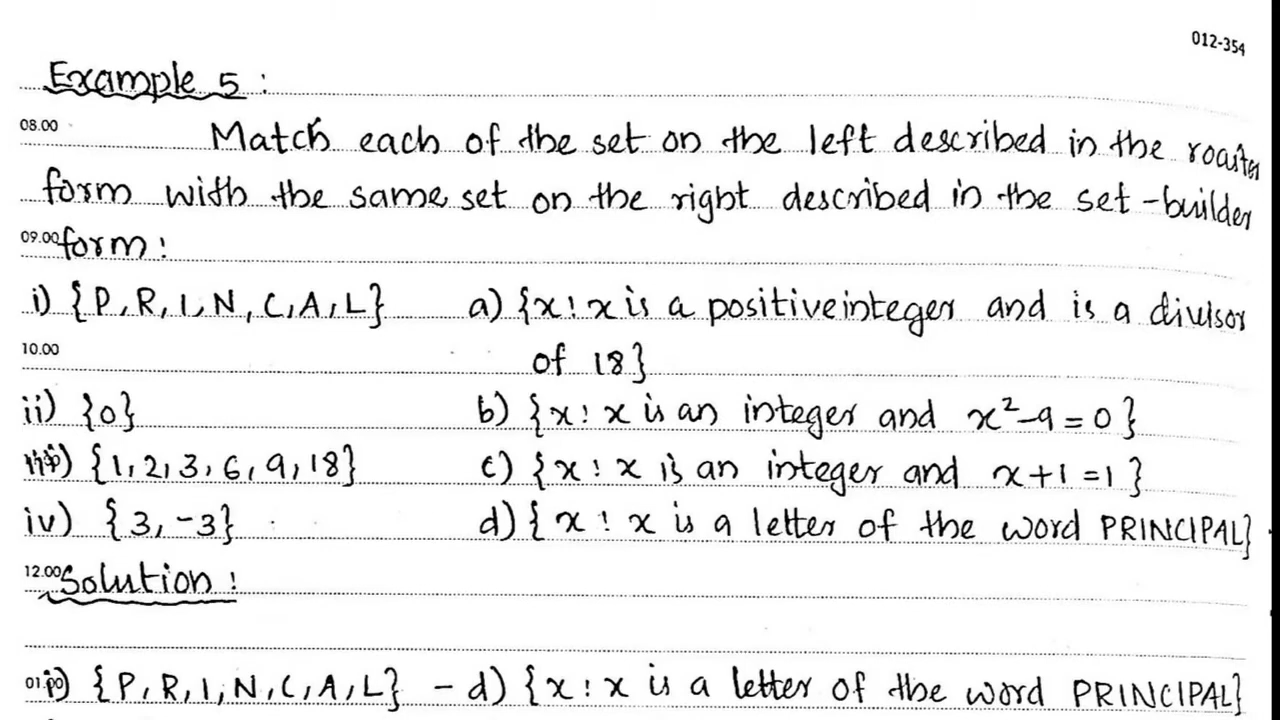 012-354
Example 5 :
08.00 Match each of the set on the left described in the roaster
form with the same set on the right described in the set-builder
09.00 form :
i) {P, R, I, N, C, A, L} a) {x : x is a positive integer and is a divisor
10.00 of 18}
ii) {0} b) {x : x is an integer and x²-9 = 0}
iii) {1, 2, 3, 6, 9, 18} c) {x : x is an integer and x+1 = 1}
iv) {3, -3} d) {x : x is a letter of the word PRINCIPAL}
12.00 Solution :
01.00 i) {P, R, I, N, C, A, L} - d) {x : x is a letter of the word PRINCIPAL}